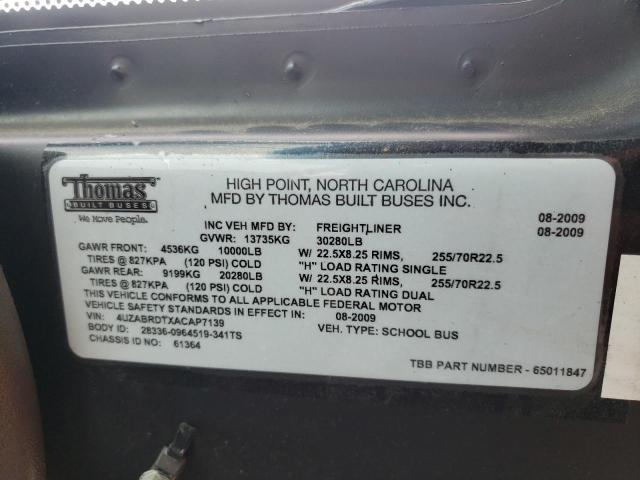 Thomas
BUILT BUSES
We Move People.
HIGH POINT, NORTH CAROLINA
MFD BY THOMAS BUILT BUSES INC.
08-2009
INC VEH MFD BY: FREIGHTLINER 08-2009
GVWR: 13735KG 30280LB
GAWR FRONT: 4536KG 10000LB W/ 22.5X8.25 RIMS, 255/70R22.5
TIRES @ 827KPA (120 PSI) COLD "H" LOAD RATING SINGLE
GAWR REAR: 9199KG 20280LB W/ 22.5X8.25 RIMS, 255/70R22.5
TIRES @ 827KPA (120 PSI) COLD "H" LOAD RATING DUAL
THIS VEHICLE CONFORMS TO ALL APPLICABLE FEDERAL MOTOR
VEHICLE SAFETY STANDARDS IN EFFECT IN: 08-2009
VIN: 4UZABRDTXACAP7139
BODY ID: 28336-0964519-341TS VEH. TYPE: SCHOOL BUS
CHASSIS ID: 61364
TBB PART NUMBER - 65011847